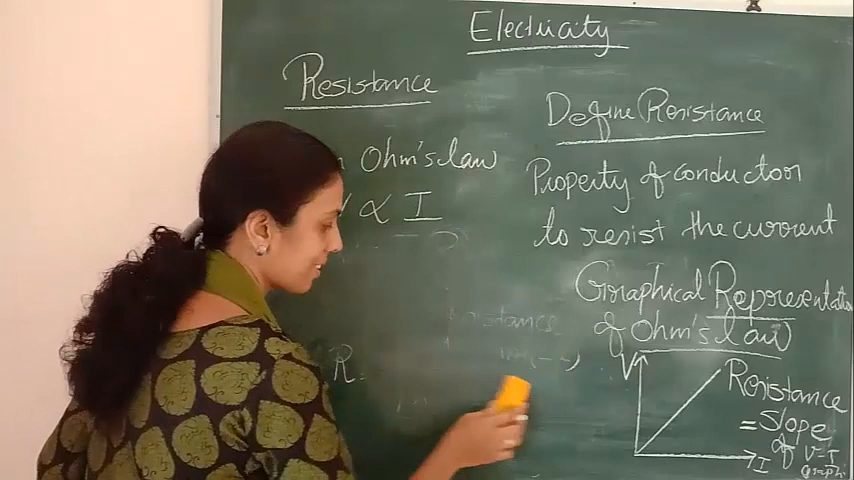 Electricity
Resistance
Ohm's law
V ∝ I
R
Define Resistance
Property of conductor
to resist the current
Graphical Representatio
of Ohm's law
V
I
Resistance
= Slope
of V-I
graph